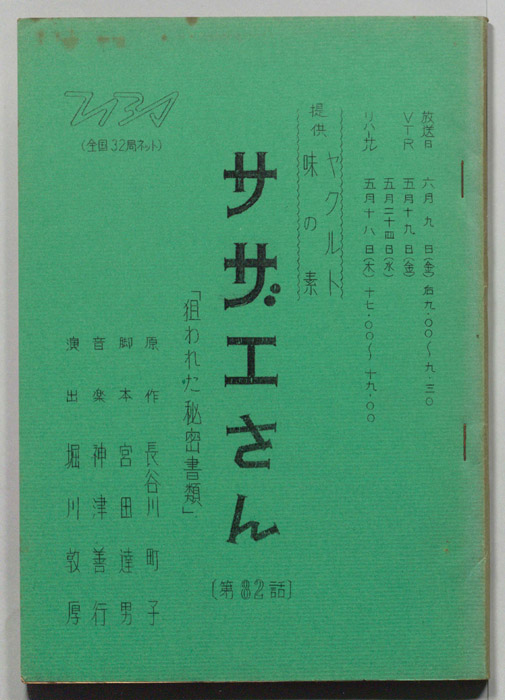 放送日 六月九日(金)右九・〇〇〜九・三〇
VTR 五月十九日(金)
五月二十四日(水)
リハーサル 五月十八日(木)十七・〇〇〜十九・〇〇
提供
ヤクルト
味の素
TBS
(全国32局ネット)
サザエさん
「狙われた秘密書類」
〔第32話〕
原作 長谷川町子
脚本 宮田達男
音楽 神津善行
演出 堀川敦厚